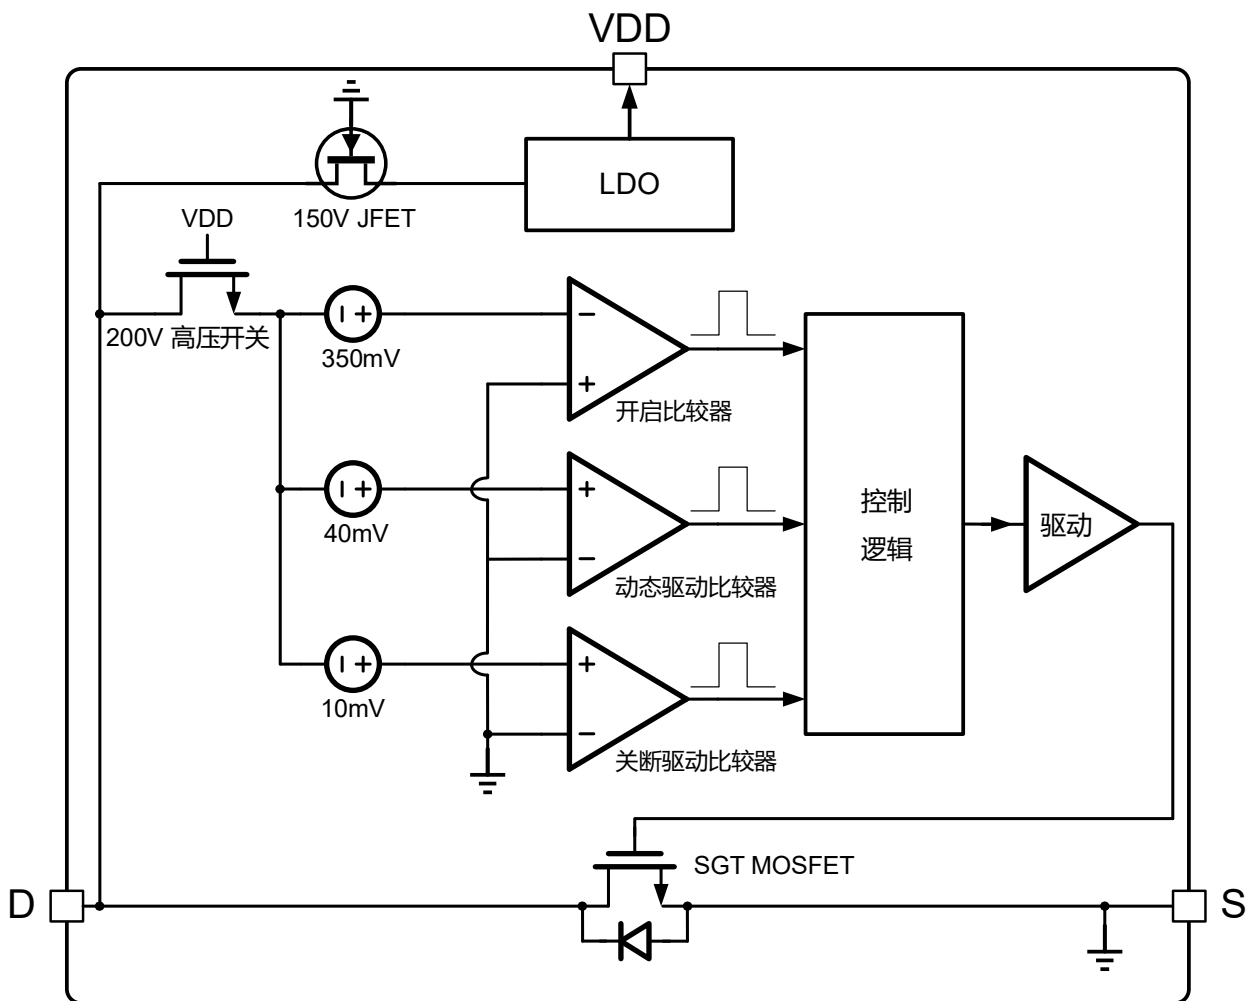 VDD
LDO
150V JFET
VDD
200V 高压开关
350mV
开启比较器
40mV
动态驱动比较器
控制
逻辑
驱动
10mV
关断驱动比较器
SGT MOSFET
D
S